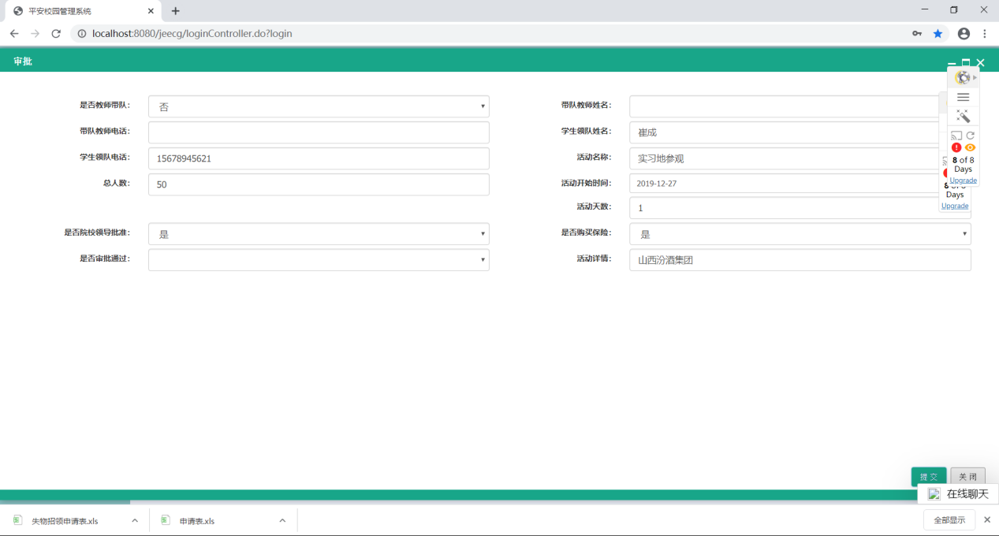 平安校园管理系统
localhost:8080/jeecg/loginController.do?login
审批
是否教师带队： 否 带队教师姓名：
带队教师电话： 学生领队姓名： 崔成
学生领队电话： 15678945621 活动名称： 实习地参观
总人数： 50 活动开始时间： 2019-12-27
活动天数： 1
是否院校领导批准： 是 是否购买保险： 是
是否审批通过： 活动详情： 山西汾酒集团
8 of 8
Days
Upgrade
Days
Upgrade
提交 关闭
在线聊天
失物招领申请表.xls 申请表.xls 全部显示